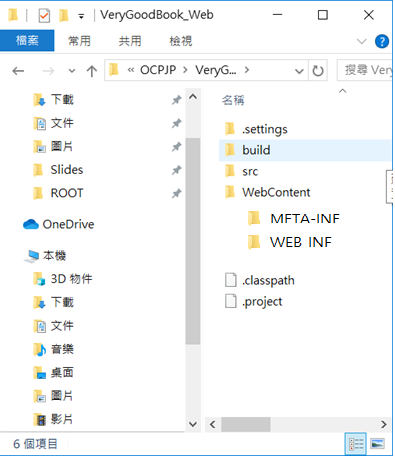 VeryGoodBook_Web
檔案 常用 共用 檢視
« OCPJP VeryG... 搜尋 Very
下載
文件
圖片
Slides
ROOT
OneDrive
本機
3D 物件
下載
文件
音樂
桌面
圖片
影片
名稱
.settings
build
src
WebContent
MFTA-INF
WEB INF
.classpath
.project
6 個項目